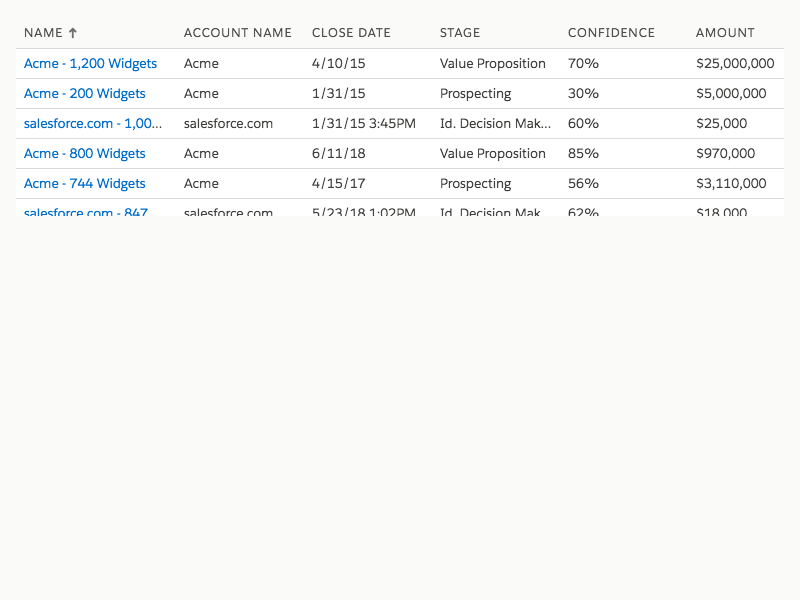 NAME ↑ ACCOUNT NAME CLOSE DATE STAGE CONFIDENCE AMOUNT
Acme - 1,200 Widgets Acme 4/10/15 Value Proposition 70% $25,000,000
Acme - 200 Widgets Acme 1/31/15 Prospecting 30% $5,000,000
salesforce.com - 1,00... salesforce.com 1/31/15 3:45PM Id. Decision Mak... 60% $25,000
Acme - 800 Widgets Acme 6/11/18 Value Proposition 85% $970,000
Acme - 744 Widgets Acme 4/15/17 Prospecting 56% $3,110,000
salesforce.com - 847 salesforce.com 5/23/18 1:02PM Id. Decision Mak 62% $18,000